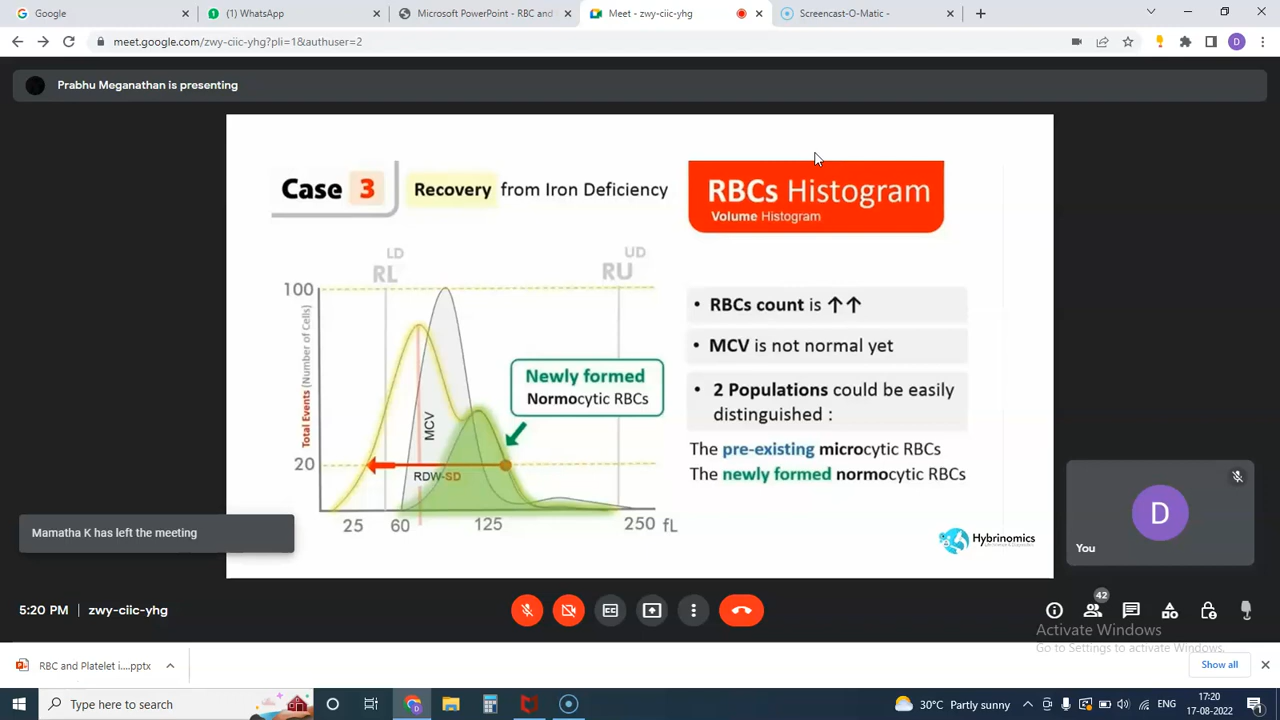 Google
(1) WhatsApp
Microsoft PowerPoint - RBC and
Meet - zwy-ciic-yhg
Screencast-O-Matic -
meet.google.com/zwy-ciic-yhg?pli=1&authuser=2
D
Prabhu Meganathan is presenting
Case 3
Recovery from Iron Deficiency
RBCs Histogram
Volume Histogram
LD
RL
UD
RU
100
20
Total Events (Number of Cells)
MCV
RDW-SD
25 60 125 250 fL
Newly formed
Normocytic RBCs
• RBCs count is ↑↑
• MCV is not normal yet
• 2 Populations could be easily
distinguished :
The pre-existing microcytic RBCs
The newly formed normocytic RBCs
Hybrinomics
Mamatha K has left the meeting
D
You
5:20 PM
zwy-ciic-yhg
42
Activate Windows
Go to Settings to activate Windows.
RBC and Platelet i....pptx
Show all
Type here to search
30°C Partly sunny
ENG
17:20
17-08-2022